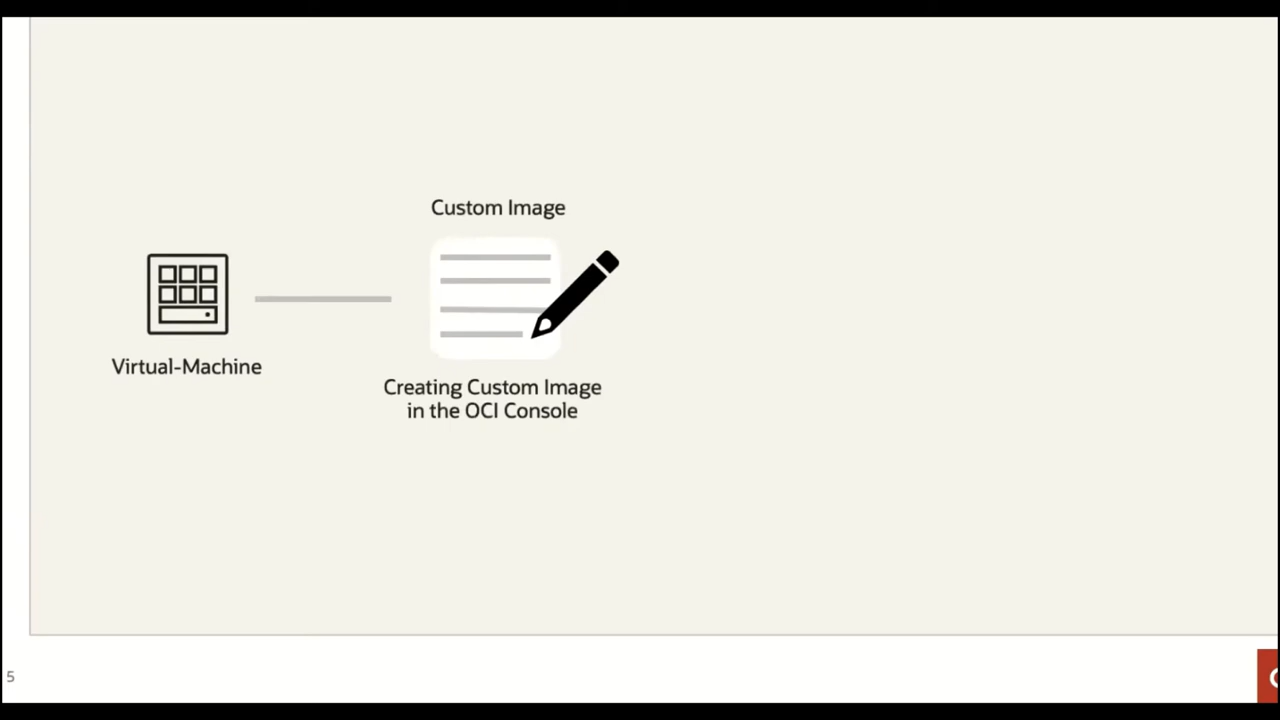 Custom Image
Virtual-Machine
Creating Custom Image
in the OCI Console
5